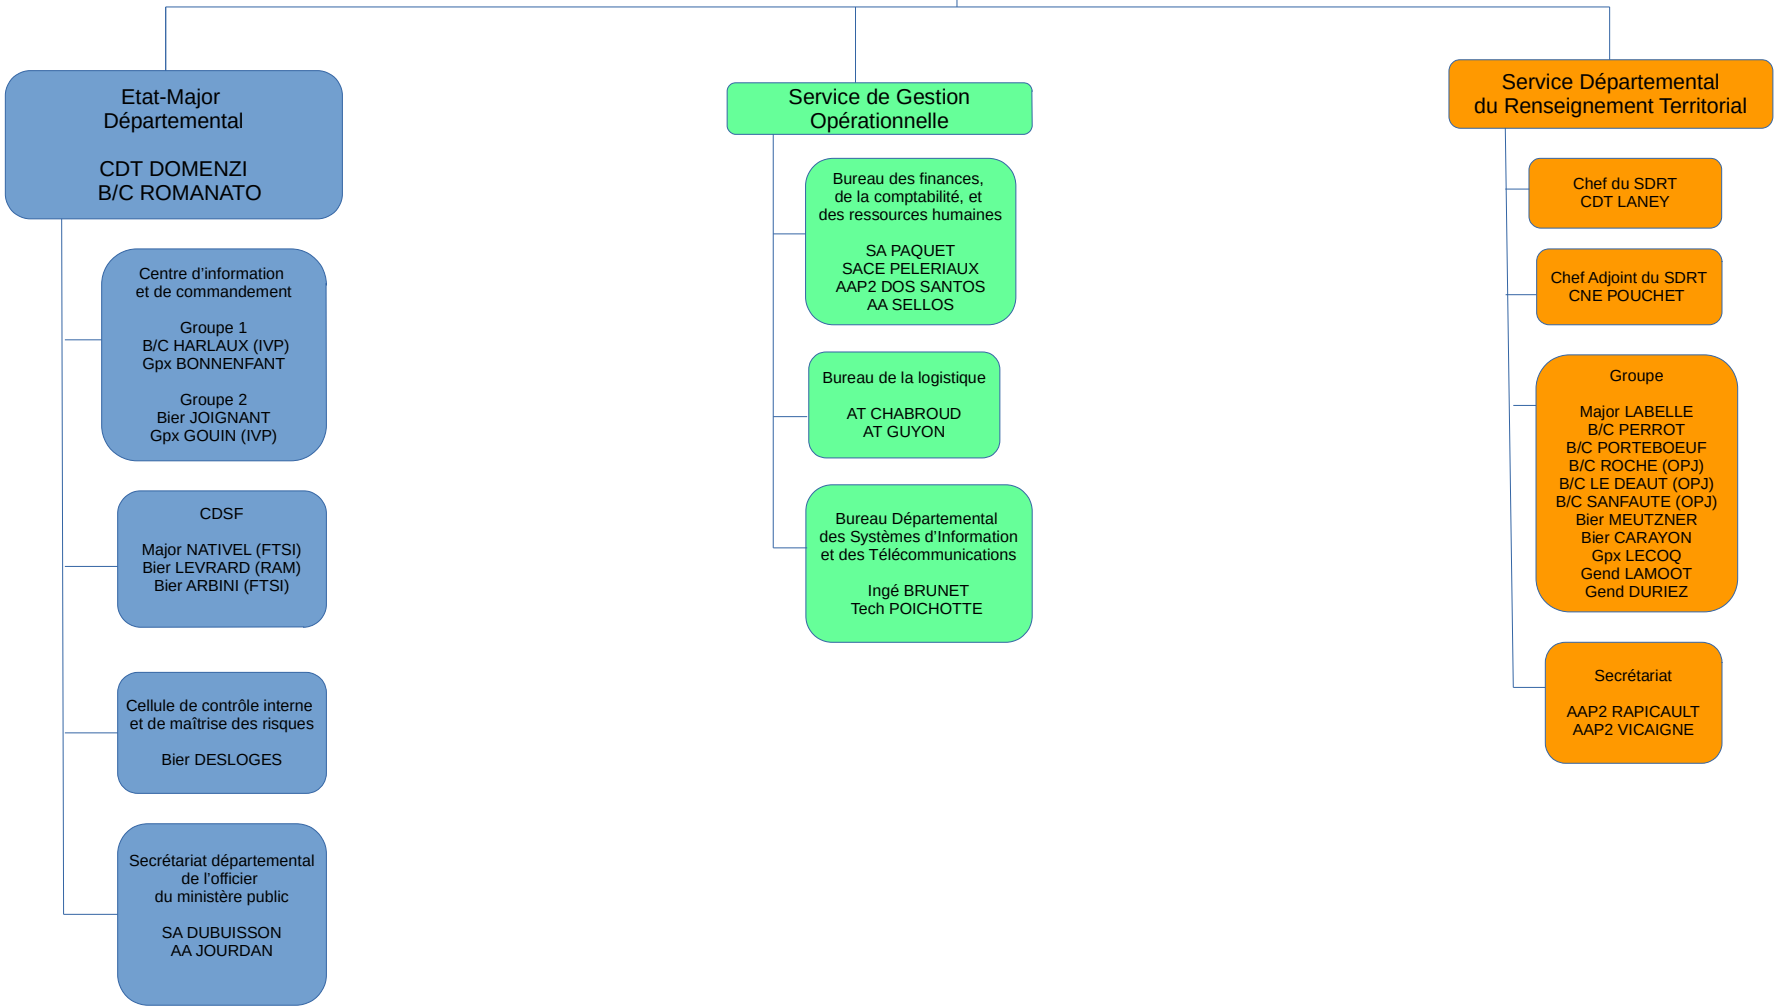 Etat-Major
Départemental
CDT DOMENZI
B/C ROMANATO
Centre d’information
et de commandement
Groupe 1
B/C HARLAUX (IVP)
Gpx BONNENFANT
Groupe 2
Bier JOIGNANT
Gpx GOUIN (IVP)
CDSF
Major NATIVEL (FTSI)
Bier LEVRARD (RAM)
Bier ARBINI (FTSI)
Cellule de contrôle interne
et de maîtrise des risques
Bier DESLOGES
Secrétariat départemental
de l’officier
du ministère public
SA DUBUISSON
AA JOURDAN
Service de Gestion
Opérationnelle
Bureau des finances,
de la comptabilité, et
des ressources humaines
SA PAQUET
SACE PELERIAUX
AAP2 DOS SANTOS
AA SELLOS
Bureau de la logistique
AT CHABROUD
AT GUYON
Bureau Départemental
des Systèmes d’Information
et des Télécommunications
Ingé BRUNET
Tech POICHOTTE
Service Départemental
du Renseignement Territorial
Chef du SDRT
CDT LANEY
Chef Adjoint du SDRT
CNE POUCHET
Groupe
Major LABELLE
B/C PERROT
B/C PORTEBOEUF
B/C ROCHE (OPJ)
B/C LE DEAUT (OPJ)
B/C SANFAUTE (OPJ)
Bier MEUTZNER
Bier CARAYON
Gpx LECOQ
Gend LAMOOT
Gend DURIEZ
Secrétariat
AAP2 RAPICAULT
AAP2 VICAIGNE